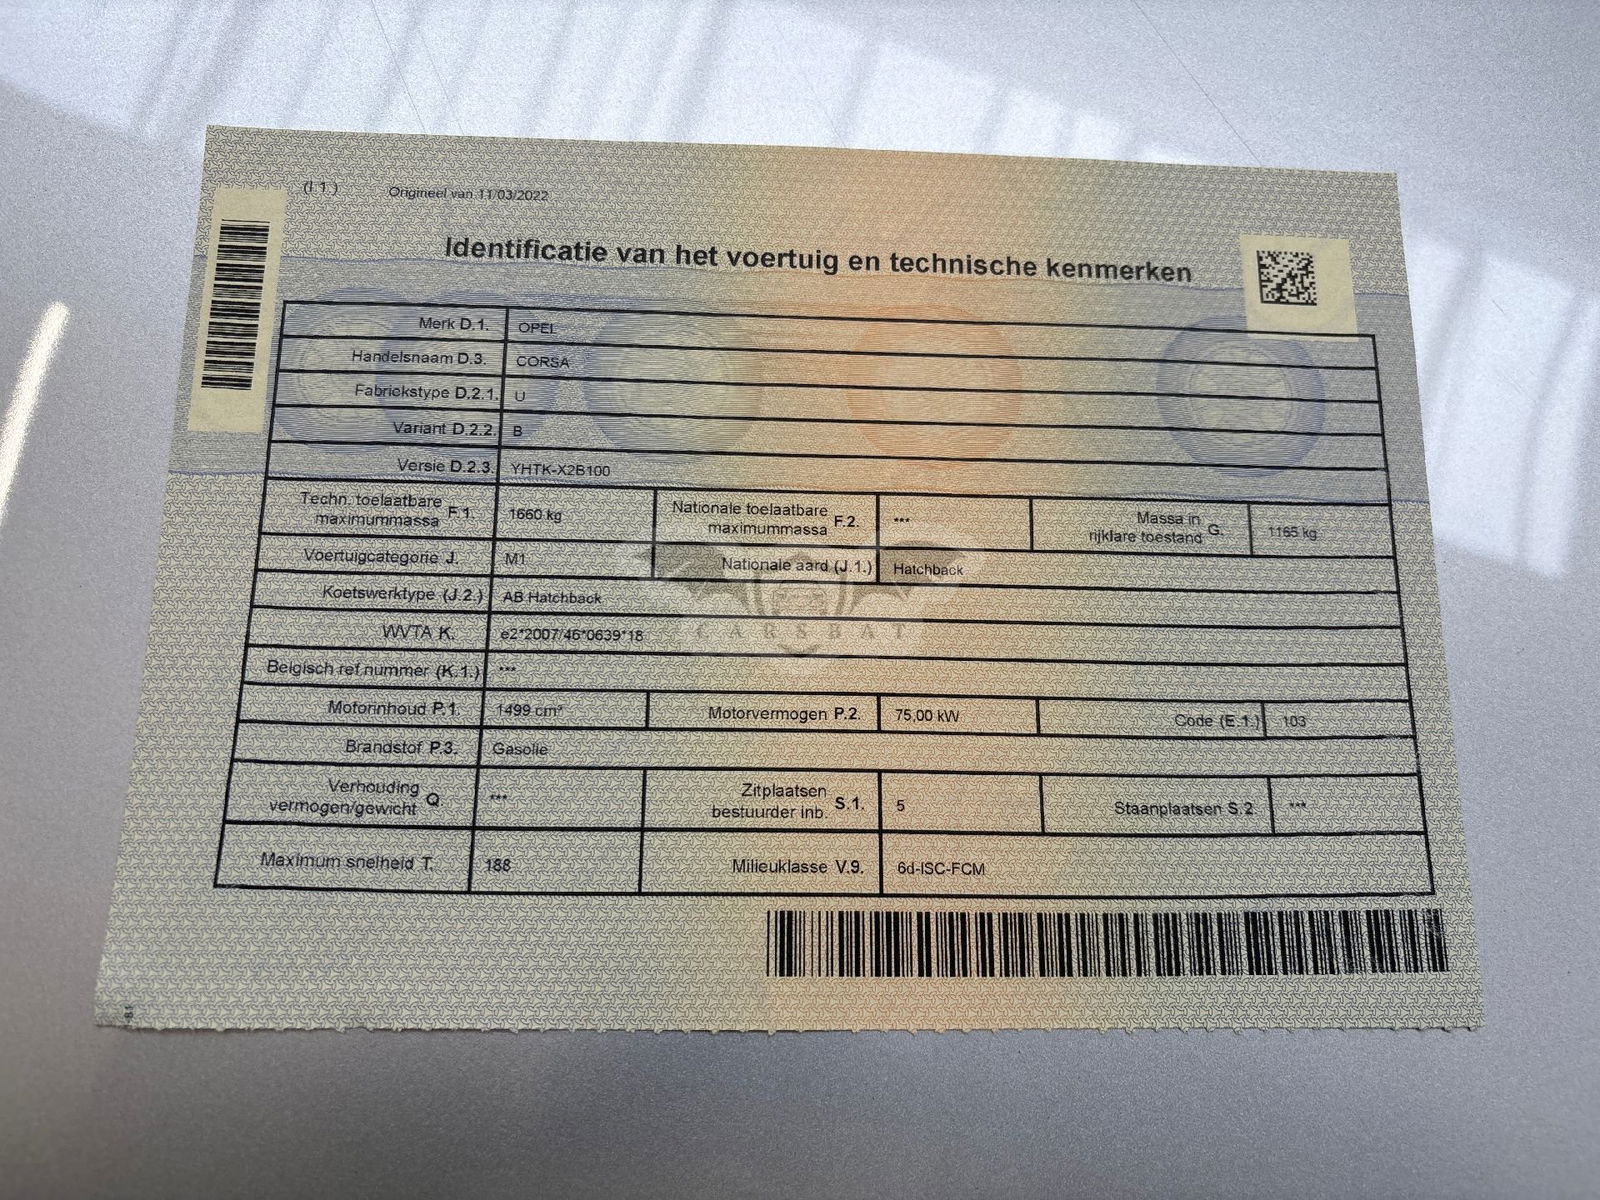 (I.1.) Origineel van 11/03/2022
Identificatie van het voertuig en technische kenmerken
Merk D.1. OPEL
Handelsnaam D.3. CORSA
Fabriekstype D.2.1. U
Variant D.2.2. B
Versie D.2.3. YHTK-X2B100
Techn. toelaatbare maximummassa F.1. 1660 kg Nationale toelaatbare maximummassa F.2. *** Massa in rijklare toestand G. 1165 kg
Voertuigcategorie J. M1 Nationale aard (J.1.) Hatchback
Koetswerktype (J.2.) AB Hatchback
WVTA K. e2*2007/46*0639*18
Belgisch ref.nummer (K.1.) ***
Motorinhoud P.1. 1499 cm³ Motorvermogen P.2. 75,00 kW Code (E.1.) 103
Brandstof P.3. Gasolie
Verhouding vermogen/gewicht Q *** Zitplaatsen bestuurder inb. S.1. 5 Staanplaatsen S.2. ***
Maximum snelheid T. 188 Milieuklasse V.9. 6d-ISC-FCM
CARSBAT